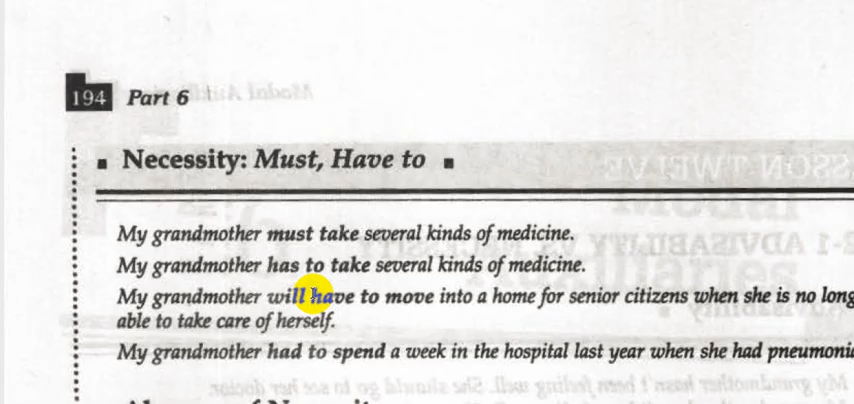 194 Part 6
▪ Necessity: Must, Have to ▪
My grandmother must take several kinds of medicine.
My grandmother has to take several kinds of medicine.
My grandmother will have to move into a home for senior citizens when she is no long
able to take care of herself.
My grandmother had to spend a week in the hospital last year when she had pneumoni